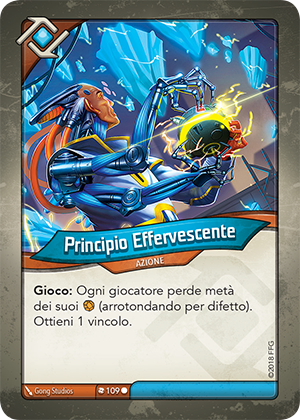 Principio Effervescente
AZIONE
Gioco: Ogni giocatore perde metà
dei suoi (arrotondando per difetto).
Ottieni 1 vincolo.
Gong Studios
109
©2018 FFG